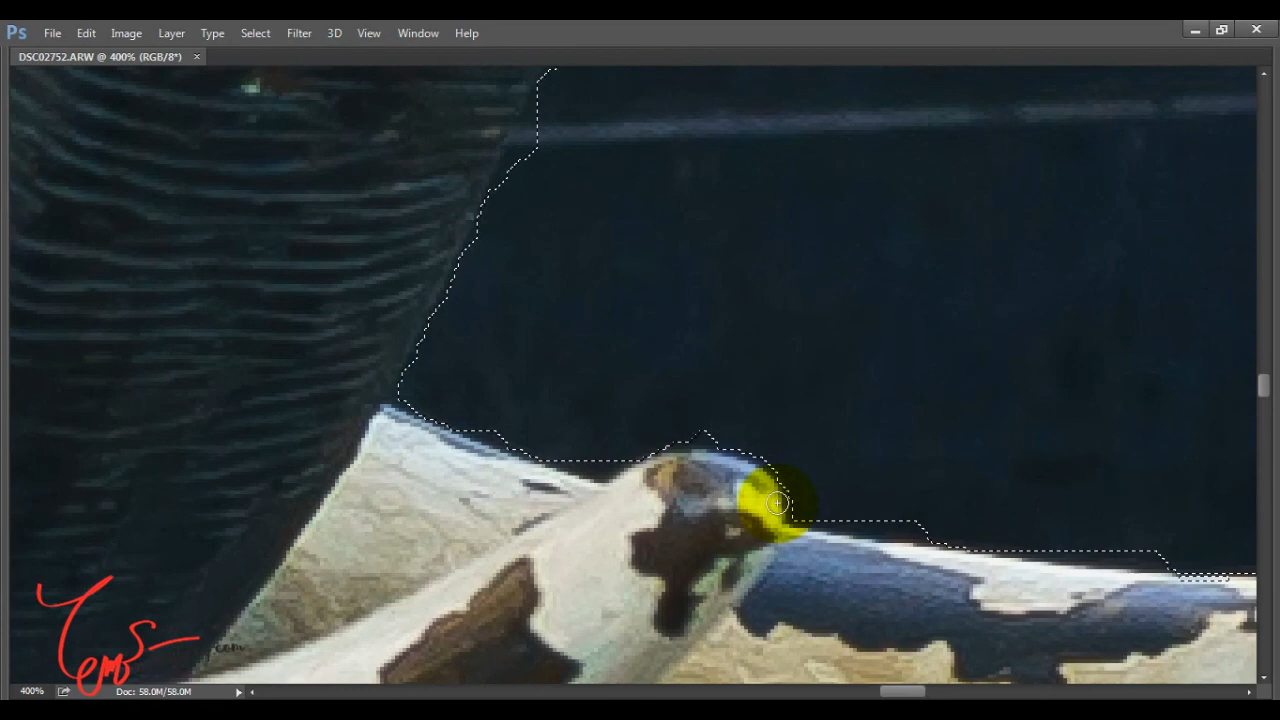 Ps File Edit Image Layer Type Select Filter 3D View Window Help
DSC02752.ARW @ 400% (RGB/8*) ×
400% Doc: 58.0M/58.0M